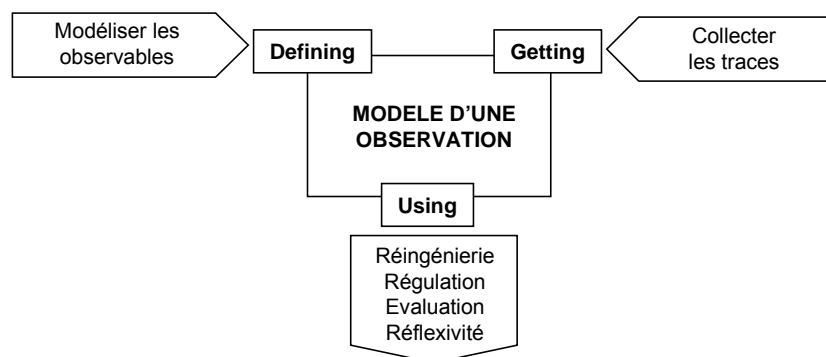 Modéliser les
observables
Defining
Getting
Collecter
les traces
MODELE D'UNE
OBSERVATION
Using
Réingénierie
Régulation
Evaluation
Réflexivité